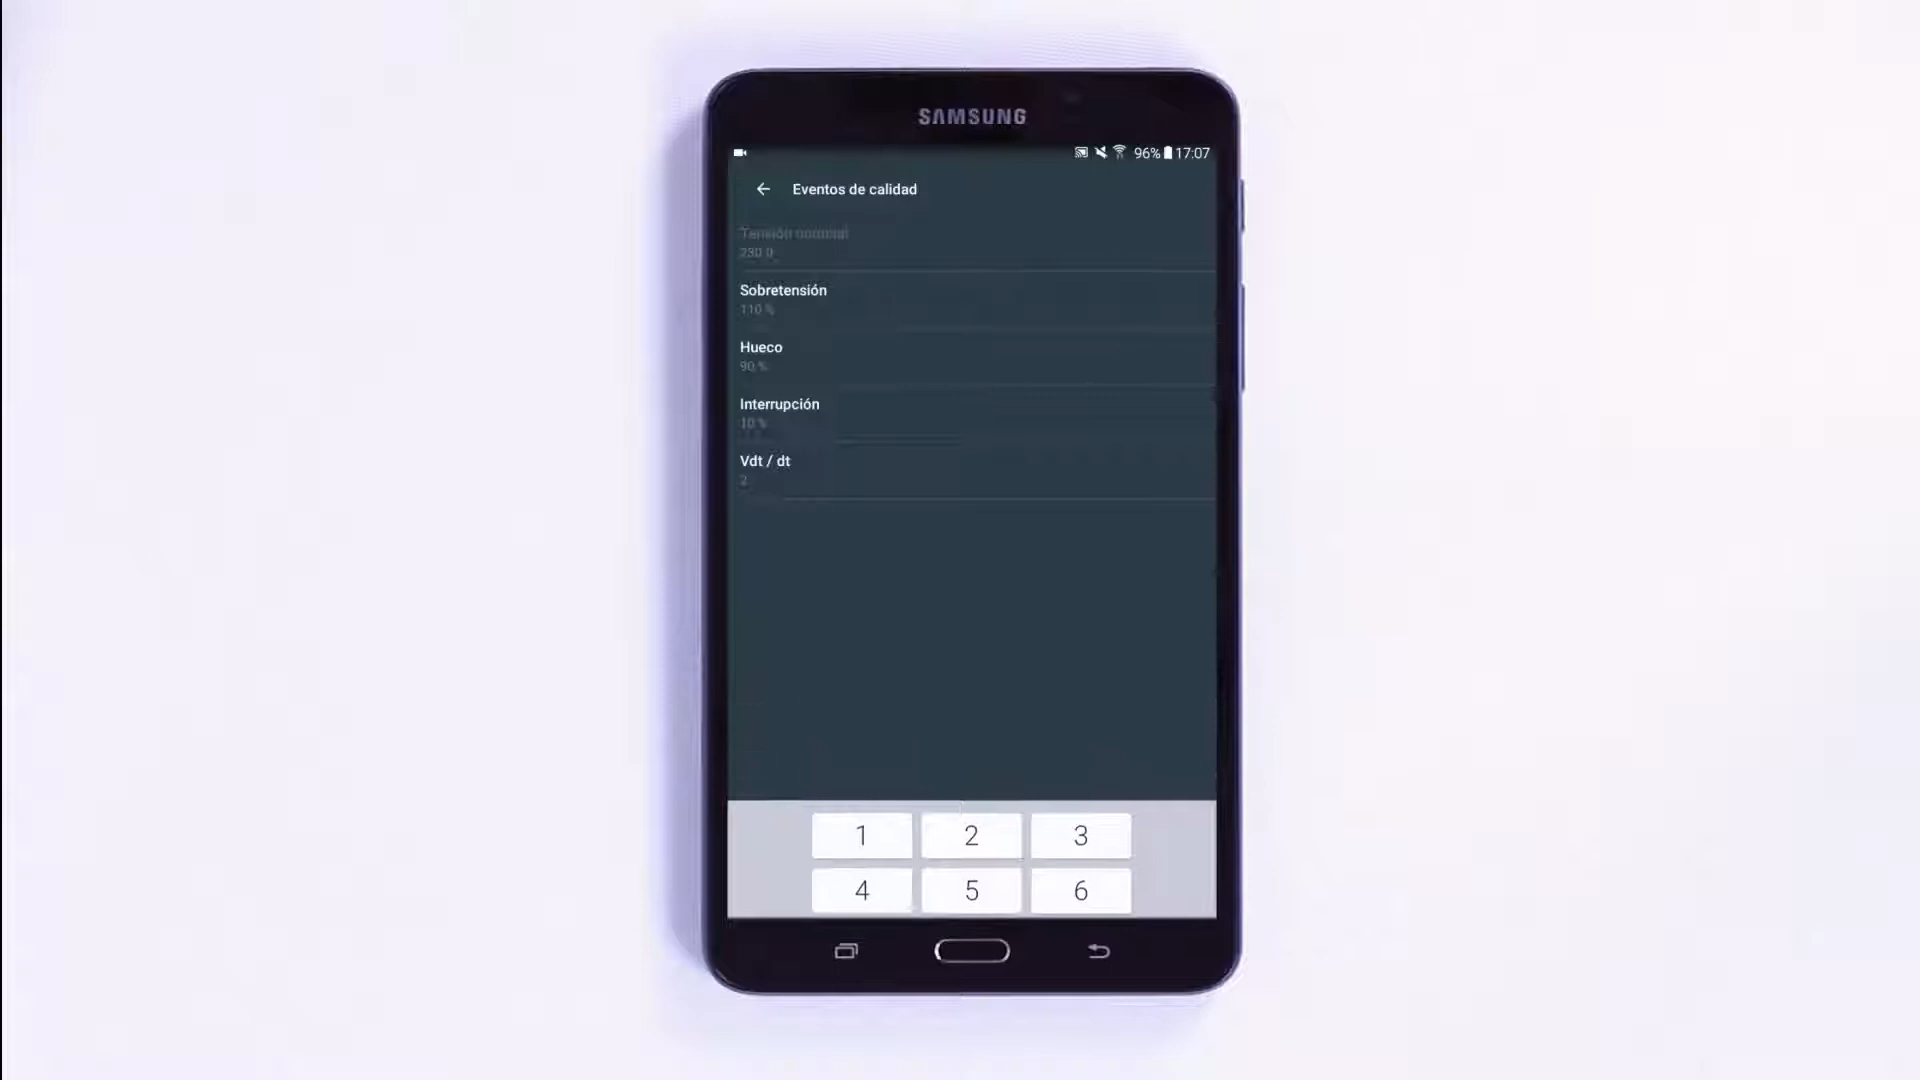 SAMSUNG
96% 17:07
Eventos de calidad
Tensión nominal
230.0
Sobretensión
110 %
Hueco
90 %
Interrupción
10 %
Vdt / dt
2
1 2 3
4 5 6